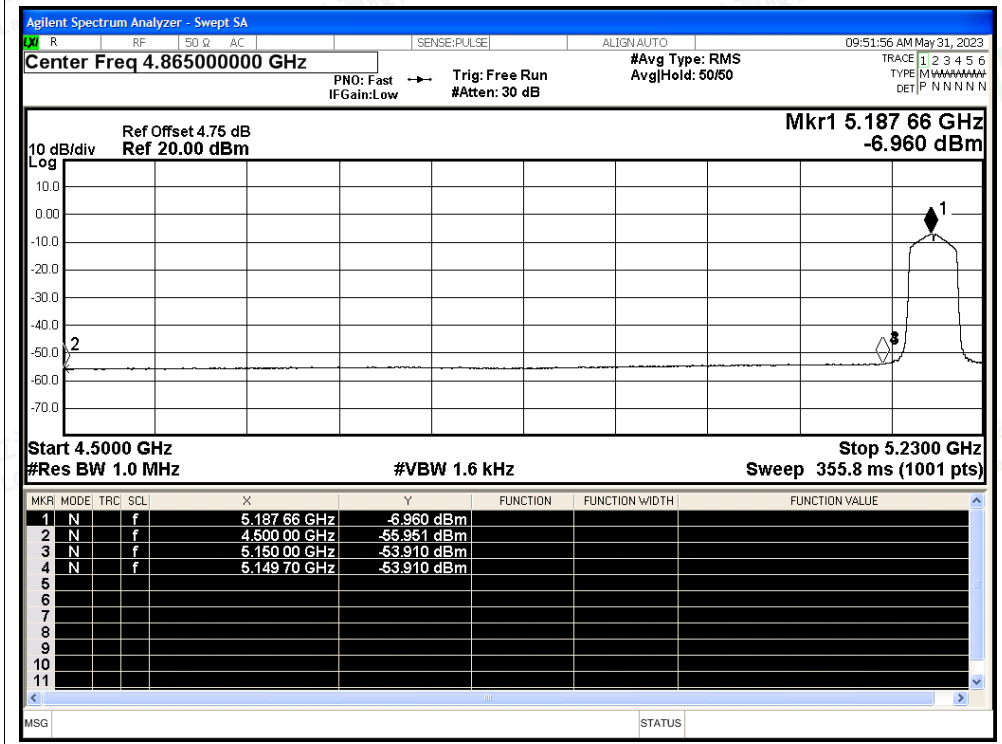 Agilent Spectrum Analyzer - Swept SA
LXI R RF 50 Ω AC SENSE:PULSE ALIGN AUTO 09:51:56 AM May 31, 2023
Center Freq 4.865000000 GHz #Avg Type: RMS TRACE 1 2 3 4 5 6
PNO: Fast Trig: Free Run Avg|Hold: 50/50 TYPE M WWWWW
IFGain:Low #Atten: 30 dB DET P N N N N N
Mkr1 5.187 66 GHz
Ref Offset 4.75 dB
10 dB/div Ref 20.00 dBm -6.960 dBm
Log
10.0
0.00
1
-10.0
-20.0
-30.0
-40.0
2
3
-50.0
-60.0
-70.0
Start 4.5000 GHz Stop 5.2300 GHz
#Res BW 1.0 MHz #VBW 1.6 kHz Sweep 355.8 ms (1001 pts)
MKR MODE TRC SCL X Y FUNCTION FUNCTION WIDTH FUNCTION VALUE
1 N f 5.187 66 GHz -6.960 dBm
2 N f 4.500 00 GHz -55.951 dBm
3 N f 5.150 00 GHz -53.910 dBm
4 N f 5.149 70 GHz -53.910 dBm
5
6
7
8
9
10
11
MSG STATUS